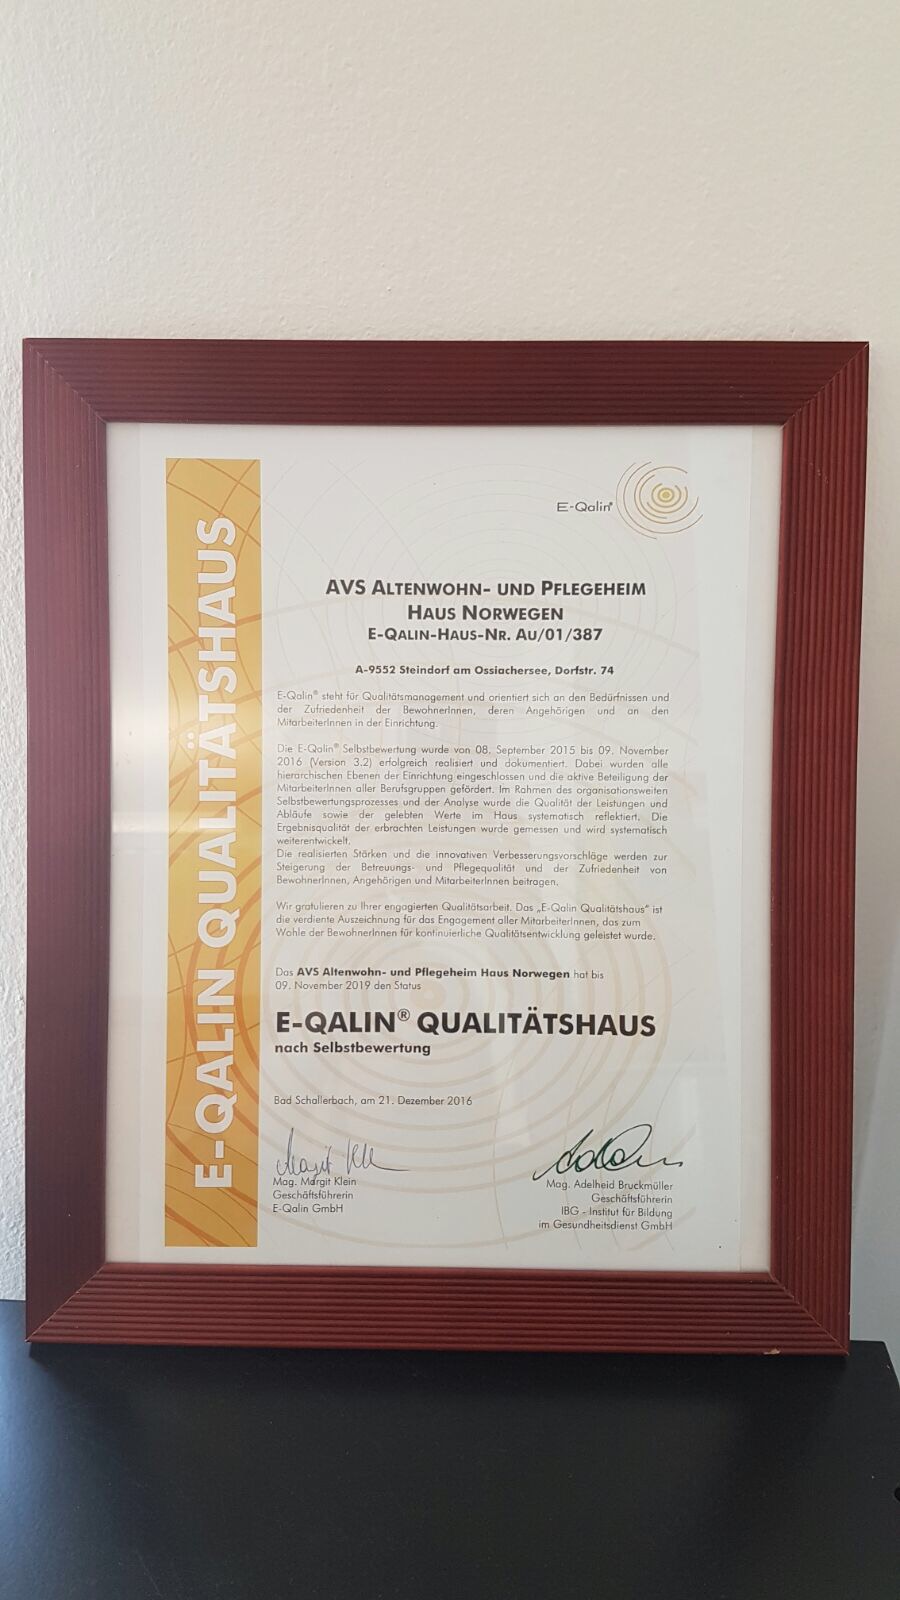 E-QALIN QUALITÄTSHAUS
E-Qalin®
AVS ALTENWOHN- UND PFLEGEHEIM
HAUS NORWEGEN
E-QALIN-HAUS-NR. AU/01/387
A-9552 Steindorf am Ossiachersee, Dorfstr. 74
E-Qalin® steht für Qualitätsmanagement und orientiert sich an den Bedürfnissen und
der Zufriedenheit der BewohnerInnen, deren Angehörigen und an den
MitarbeiterInnen in der Einrichtung.
Die E-Qalin® Selbstbewertung wurde von 08. September 2015 bis 09. November
2016 (Version 3.2) erfolgreich realisiert und dokumentiert. Dabei wurden alle
hierarchischen Ebenen der Einrichtung eingeschlossen und die aktive Beteiligung der
MitarbeiterInnen aller Berufsgruppen gefördert. Im Rahmen des organisationsweiten
Selbstbewertungsprozesses und der Analyse wurde die Qualität der Leistungen und
Abläufe sowie der gelebten Werte im Haus systematisch reflektiert. Die
Ergebnisqualität der erbrachten Leistungen wurde gemessen und wird systematisch
weiterentwickelt.
Die realisierten Stärken und die innovativen Verbesserungsvorschläge werden zur
Steigerung der Betreuungs- und Pflegequalität und der Zufriedenheit von
BewohnerInnen, Angehörigen und MitarbeiterInnen beitragen.
Wir gratulieren zu Ihrer engagierten Qualitätsarbeit. Das „E-Qalin Qualitätshaus" ist
die verdiente Auszeichnung für das Engagement aller MitarbeiterInnen, das zum
Wohle der BewohnerInnen für kontinuierliche Qualitätsentwicklung geleistet wurde.
Das AVS Altenwohn- und Pflegeheim Haus Norwegen hat bis
09. November 2019 den Status
E-QALIN® QUALITÄTSHAUS
nach Selbstbewertung
Bad Schallerbach, am 21. Dezember 2016
Mag. Margit Klein
Geschäftsführerin
E-Qalin GmbH
Mag. Adelheid Bruckmüller
Geschäftsführerin
IBG - Institut für Bildung
im Gesundheitsdienst GmbH